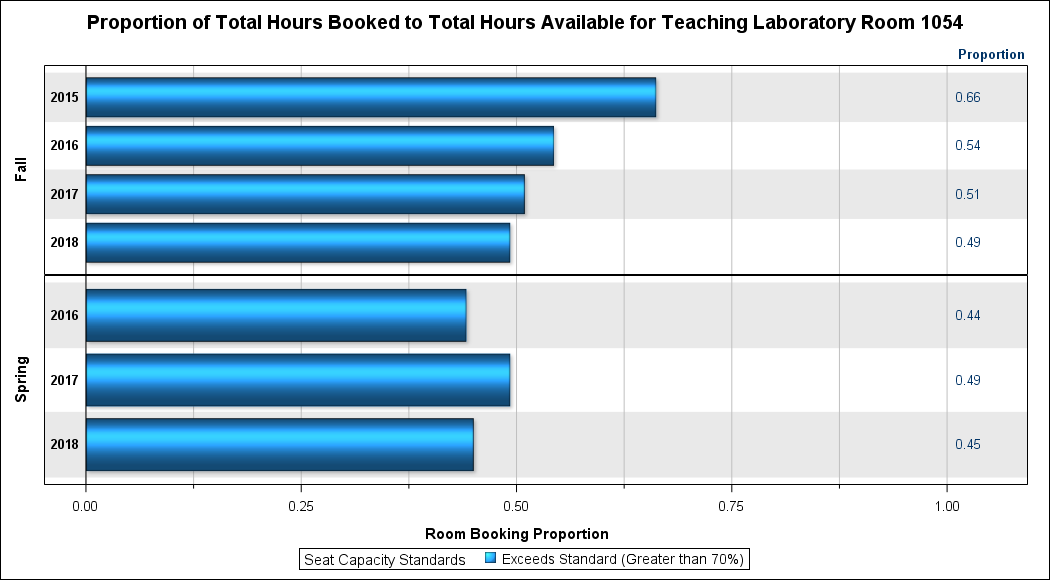 Proportion of Total Hours Booked to Total Hours Available for Teaching Laboratory Room 1054
Proportion
Fall
2015 0.66
2016 0.54
2017 0.51
2018 0.49
Spring
2016 0.44
2017 0.49
2018 0.45
0.00 0.25 0.50 0.75 1.00
Room Booking Proportion
Seat Capacity Standards Exceeds Standard (Greater than 70%)